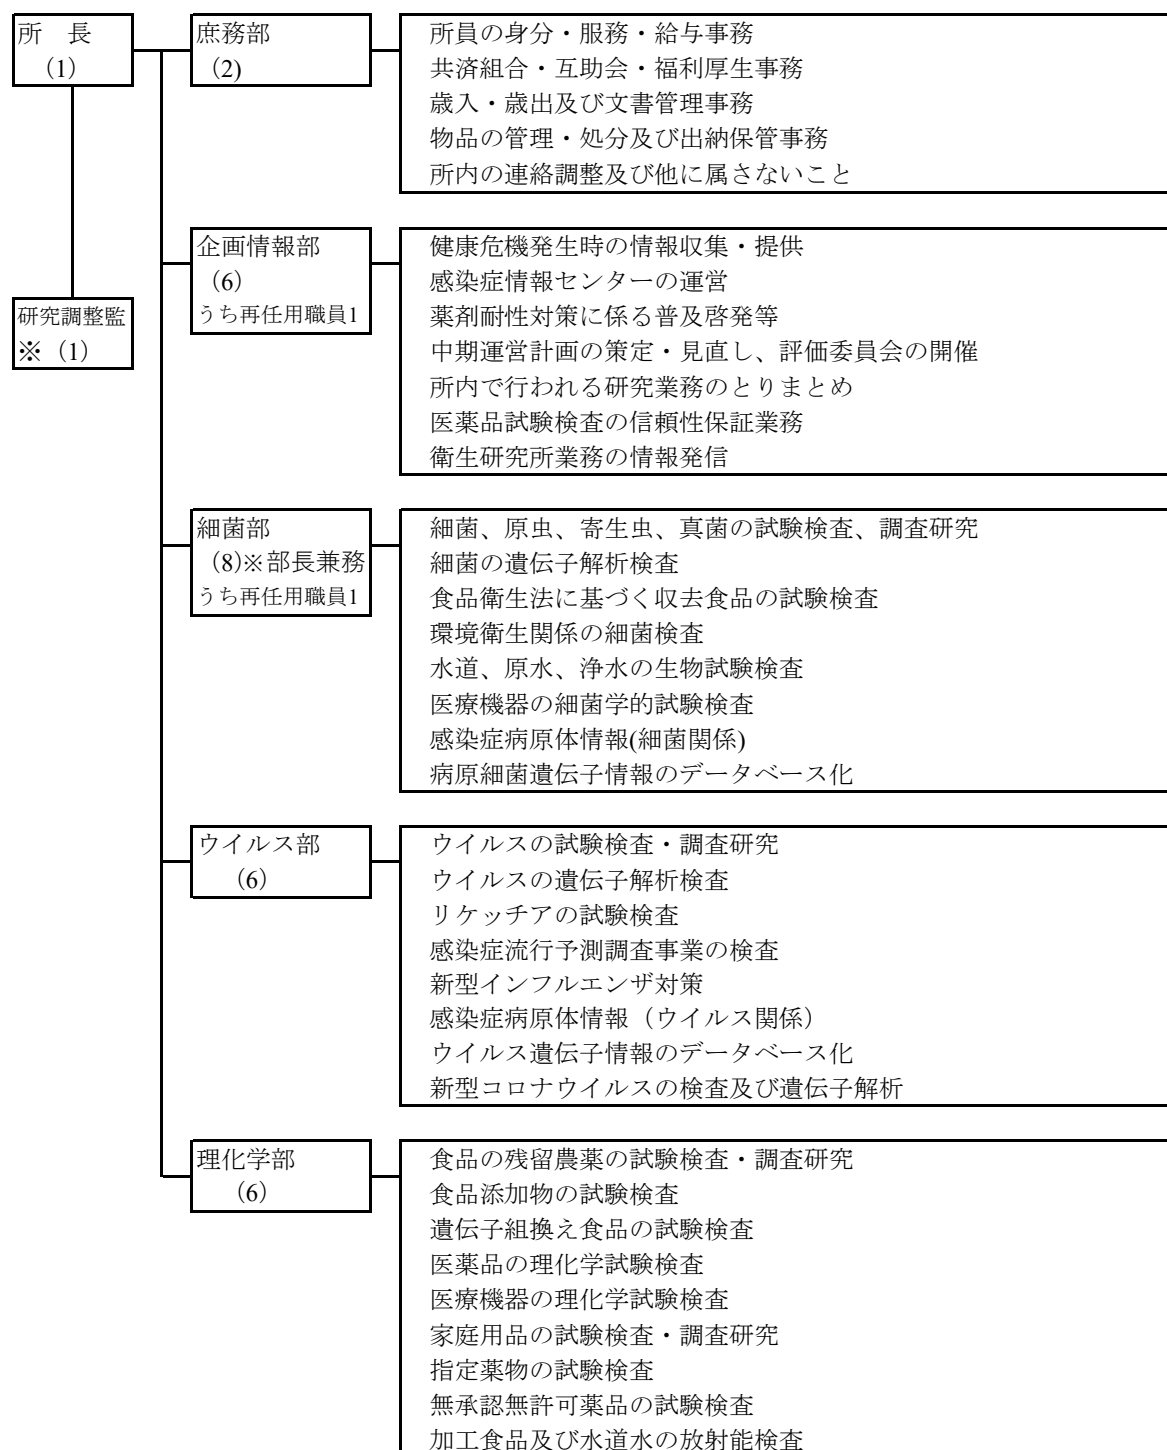 所　長
（1）
研究調整監
※（1）
庶務部
（2）
所員の身分・服務・給与事務
共済組合・互助会・福利厚生事務
歳入・歳出及び文書管理事務
物品の管理・処分及び出納保管事務
所内の連絡調整及び他に属さないこと
企画情報部
（6）
うち再任用職員1
健康危機発生時の情報収集・提供
感染症情報センターの運営
薬剤耐性対策に係る普及啓発等
中期運営計画の策定・見直し、評価委員会の開催
所内で行われる研究業務のとりまとめ
医薬品試験検査の信頼性保証業務
衛生研究所業務の情報発信
細菌部
（8)※部長兼務
うち再任用職員1
細菌、原虫、寄生虫、真菌の試験検査、調査研究
細菌の遺伝子解析検査
食品衛生法に基づく収去食品の試験検査
環境衛生関係の細菌検査
水道、原水、浄水の生物試験検査
医療機器の細菌学的試験検査
感染症病原体情報(細菌関係)
病原細菌遺伝子情報のデータベース化
ウイルス部
（6）
ウイルスの試験検査・調査研究
ウイルスの遺伝子解析検査
リケッチアの試験検査
感染症流行予測調査事業の検査
新型インフルエンザ対策
感染症病原体情報（ウイルス関係）
ウイルス遺伝子情報のデータベース化
新型コロナウイルスの検査及び遺伝子解析
理化学部
（6）
食品の残留農薬の試験検査・調査研究
食品添加物の試験検査
遺伝子組換え食品の試験検査
医薬品の理化学試験検査
医療機器の理化学試験検査
家庭用品の試験検査・調査研究
指定薬物の試験検査
無承認無許可薬品の試験検査
加工食品及び水道水の放射能検査